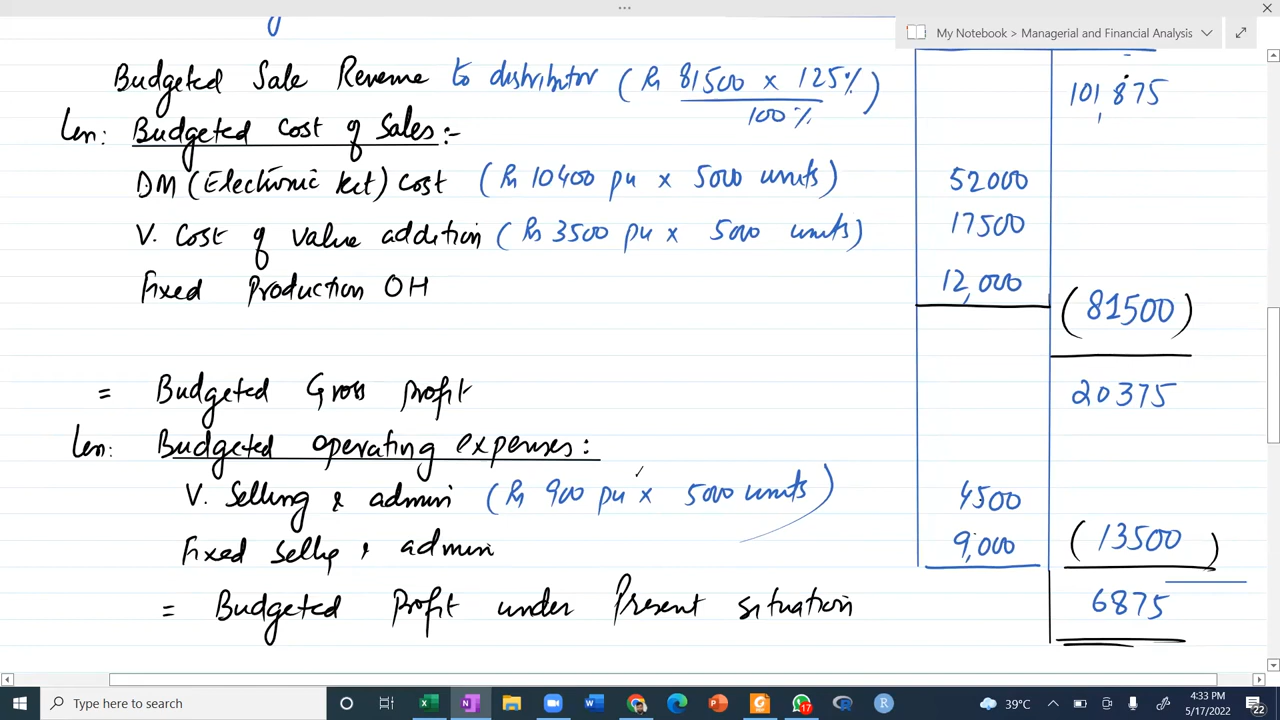 My Notebook > Managerial and Financial Analysis
Budgeted Sale Revenue to distributor (Rs 81500 x 125% / 100%) 101,875
Len: Budgeted Cost of Sales:-
DM (Electronic Kit) Cost (Rs 10400 pu x 5000 units) 52000
V. Cost of value addition (Rs 3500 pu x 5000 units) 17500
Fixed Production OH 12,000
(81500)
= Budgeted Gross Profit 20375
Len: Budgeted operating expenses:
V. Selling & admin (Rs 900 pu x 5000 units) 4500
Fixed Selling & admin 9,000 (13500)
= Budgeted Profit under Present situation 6875
Type here to search
17
39°C
4:33 PM
5/17/2022
22